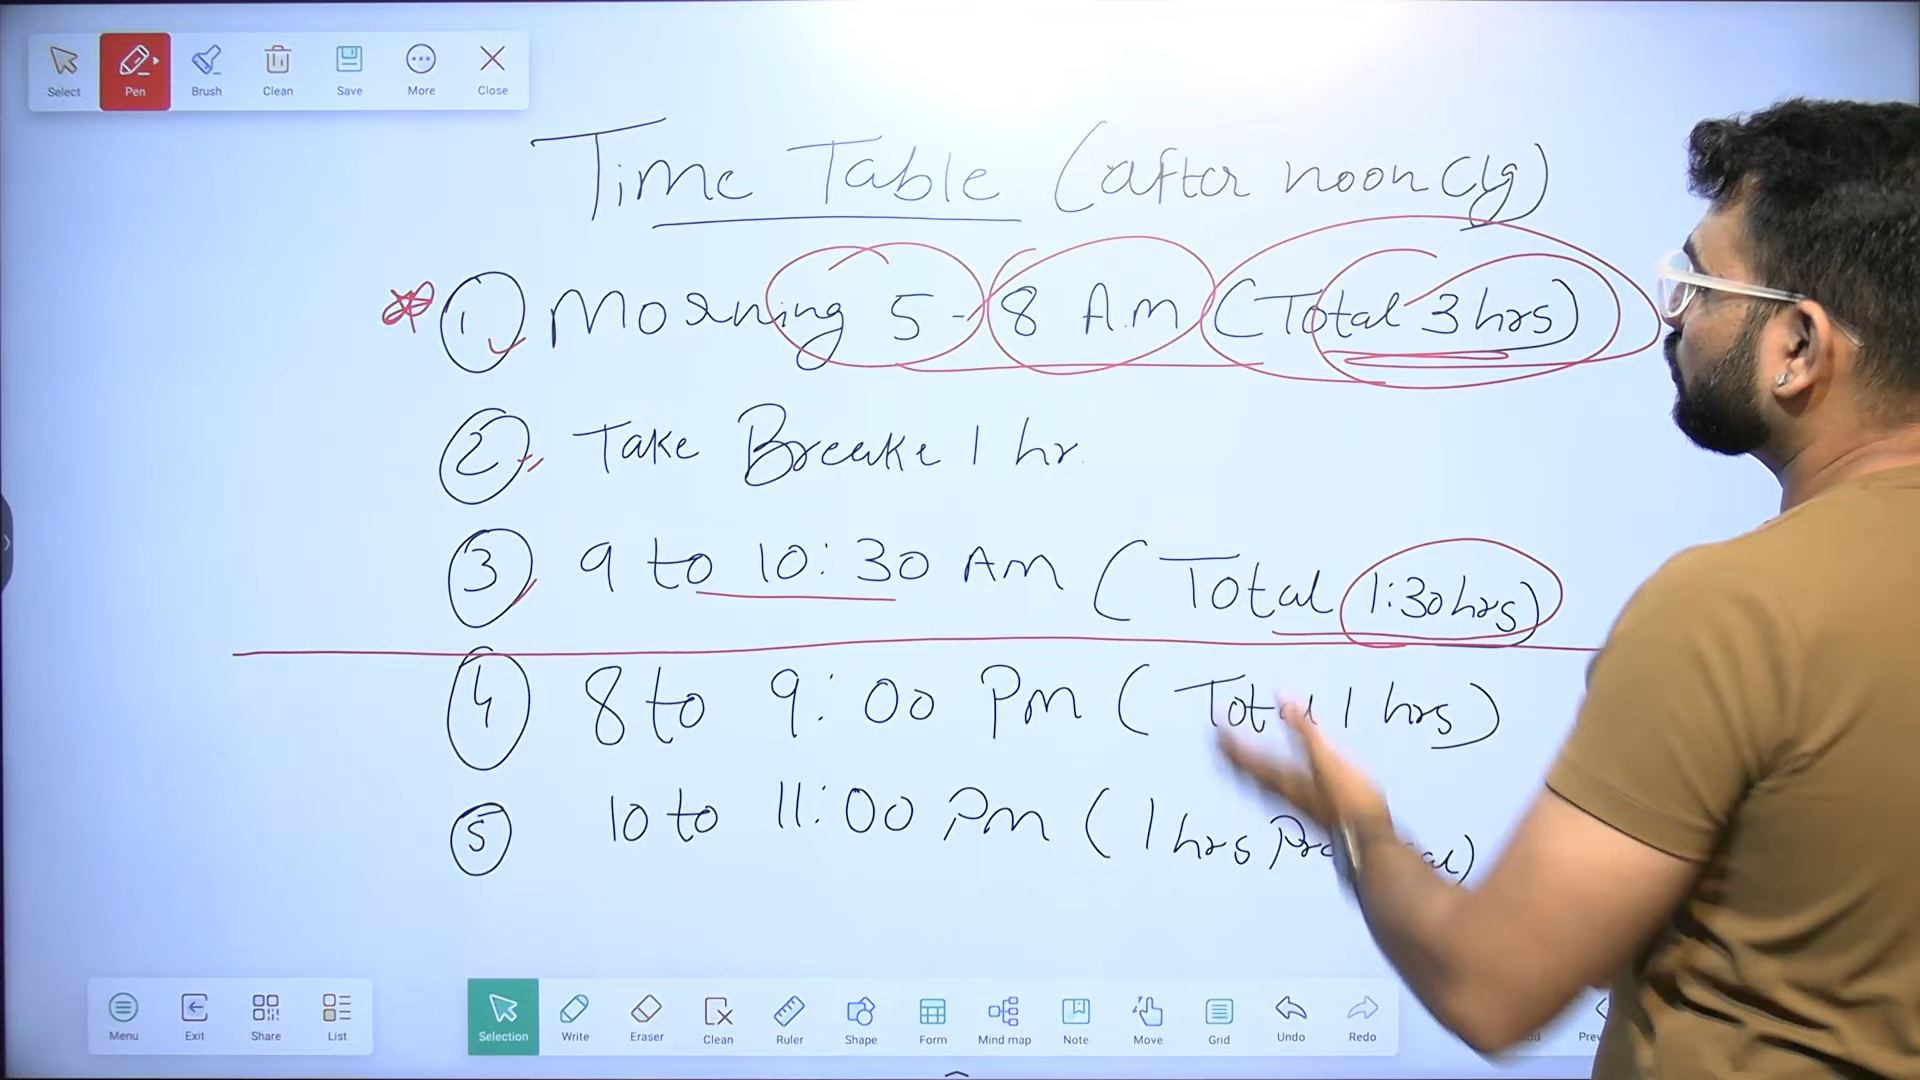 Select Pen Brush Clean Save More Close
Time Table (after noon Clg)
1 Morning 5 - 8 A.M (Total 3 hrs)
2 Take Breake 1 hr.
3 9 to 10:30 AM (Total 1:30 hrs)
4 8 to 9:00 Pm (Total 1 hrs)
5 10 to 11:00 Pm (1 hrs
Menu Exit Share List Selection Write Eraser Clean Ruler Shape Form Mind map Note Move Grid Undo Redo